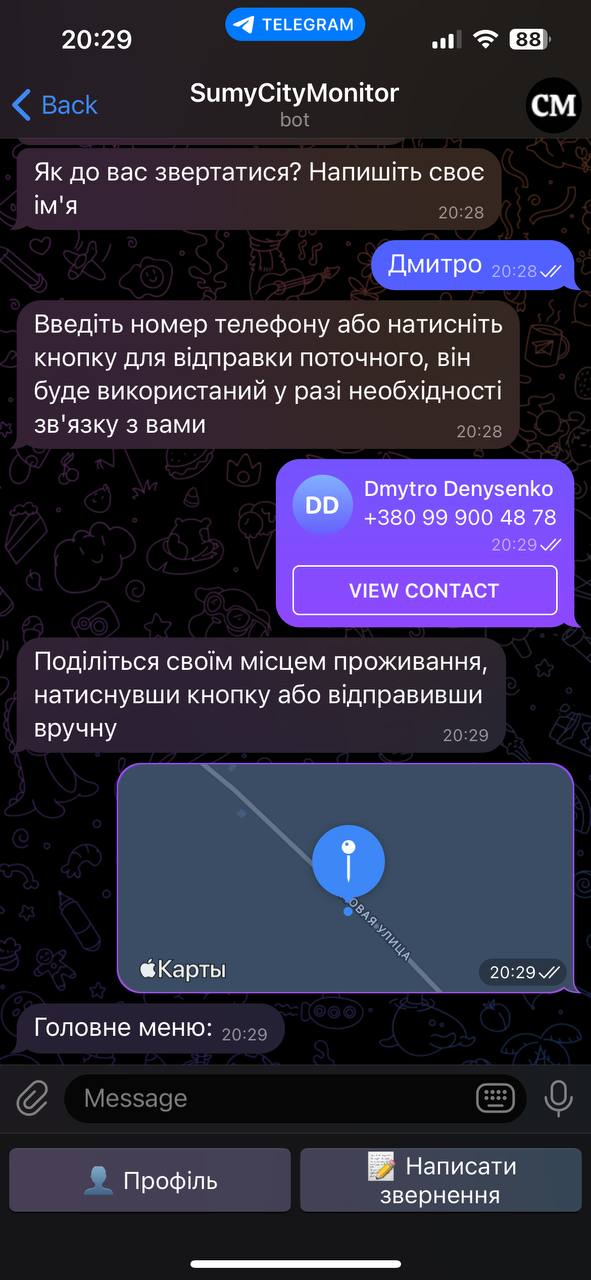 20:29
TELEGRAM
88
Back
SumyCityMonitor
bot
CM
Як до вас звертатися? Напишіть своє
ім'я
20:28
Дмитро 20:28
Введіть номер телефону або натисніть
кнопку для відправки поточного, він
буде використаний у разі необхідності
зв'язку з вами
20:28
DD
Dmytro Denysenko
+380 99 900 48 78
20:29
VIEW CONTACT
Поділіться своїм місцем проживання,
натиснувши кнопку або відправивши
вручну
20:29
ОВАЯ УЛИЦА
Карты
20:29
Головне меню: 20:29
Message
Профіль
Написати
звернення